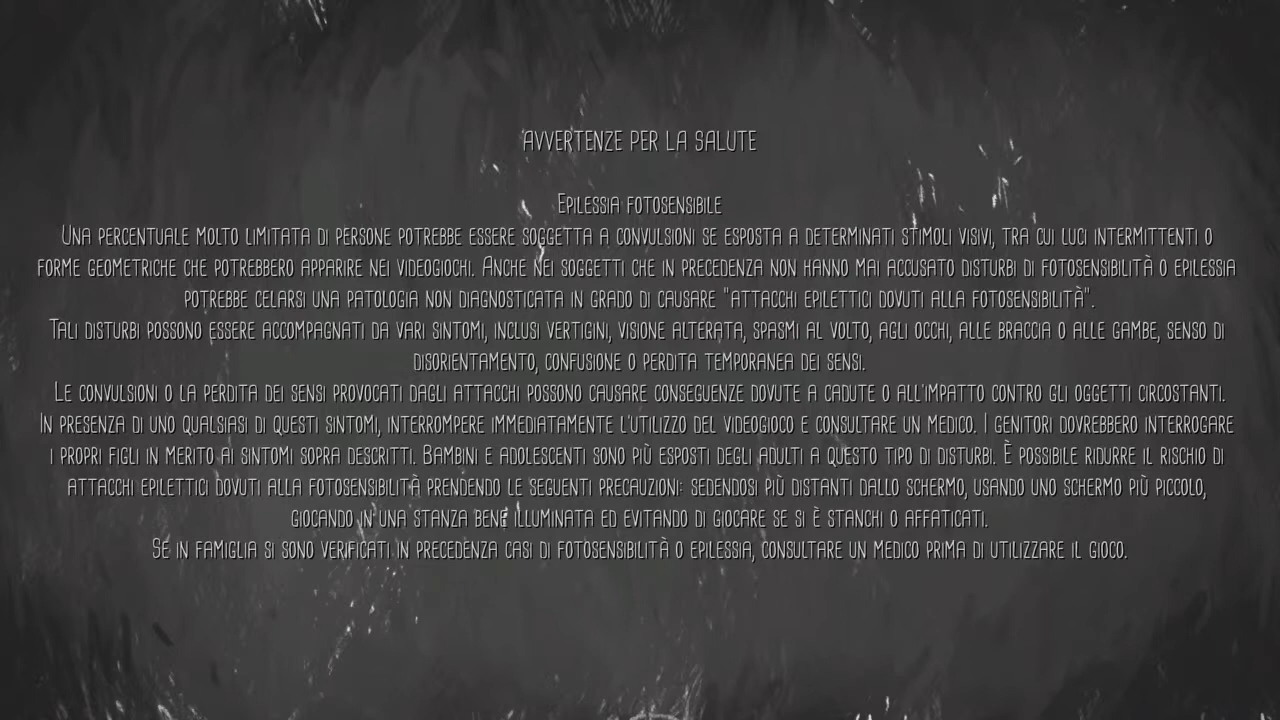 AVVERTENZE PER LA SALUTE
EPILESSIA FOTOSENSIBILE
UNA PERCENTUALE MOLTO LIMITATA DI PERSONE POTREBBE ESSERE SOGGETTA A CONVULSIONI SE ESPOSTA A DETERMINATI STIMOLI VISIVI, TRA CUI LUCI INTERMITTENTI O
FORME GEOMETRICHE CHE POTREBBERO APPARIRE NEI VIDEOGIOCHI. ANCHE NEI SOGGETTI CHE IN PRECEDENZA NON HANNO MAI ACCUSATO DISTURBI DI FOTOSENSIBILITÀ O EPILESSIA
POTREBBE CELARSI UNA PATOLOGIA NON DIAGNOSTICATA IN GRADO DI CAUSARE "ATTACCHI EPILETTICI DOVUTI ALLA FOTOSENSIBILITÀ".
TALI DISTURBI POSSONO ESSERE ACCOMPAGNATI DA VARI SINTOMI, INCLUSI VERTIGINI, VISIONE ALTERATA, SPASMI AL VOLTO, AGLI OCCHI, ALLE BRACCIA O ALLE GAMBE, SENSO DI
DISORIENTAMENTO, CONFUSIONE O PERDITA TEMPORANEA DEI SENSI.
LE CONVULSIONI O LA PERDITA DEI SENSI PROVOCATI DAGLI ATTACCHI POSSONO CAUSARE CONSEGUENZE DOVUTE A CADUTE O ALL'IMPATTO CONTRO GLI OGGETTI CIRCOSTANTI.
IN PRESENZA DI UNO QUALSIASI DI QUESTI SINTOMI, INTERROMPERE IMMEDIATAMENTE L'UTILIZZO DEL VIDEOGIOCO E CONSULTARE UN MEDICO. I GENITORI DOVREBBERO INTERROGARE
I PROPRI FIGLI IN MERITO AI SINTOMI SOPRA DESCRITTI. BAMBINI E ADOLESCENTI SONO PIÙ ESPOSTI DEGLI ADULTI A QUESTO TIPO DI DISTURBI. È POSSIBILE RIDURRE IL RISCHIO DI
ATTACCHI EPILETTICI DOVUTI ALLA FOTOSENSIBILITÀ PRENDENDO LE SEGUENTI PRECAUZIONI: SEDENDOSI PIÙ DISTANTI DALLO SCHERMO, USANDO UNO SCHERMO PIÙ PICCOLO,
GIOCANDO IN UNA STANZA BENE ILLUMINATA ED EVITANDO DI GIOCARE SE SI È STANCHI O AFFATICATI.
SE IN FAMIGLIA SI SONO VERIFICATI IN PRECEDENZA CASI DI FOTOSENSIBILITÀ O EPILESSIA, CONSULTARE UN MEDICO PRIMA DI UTILIZZARE IL GIOCO.